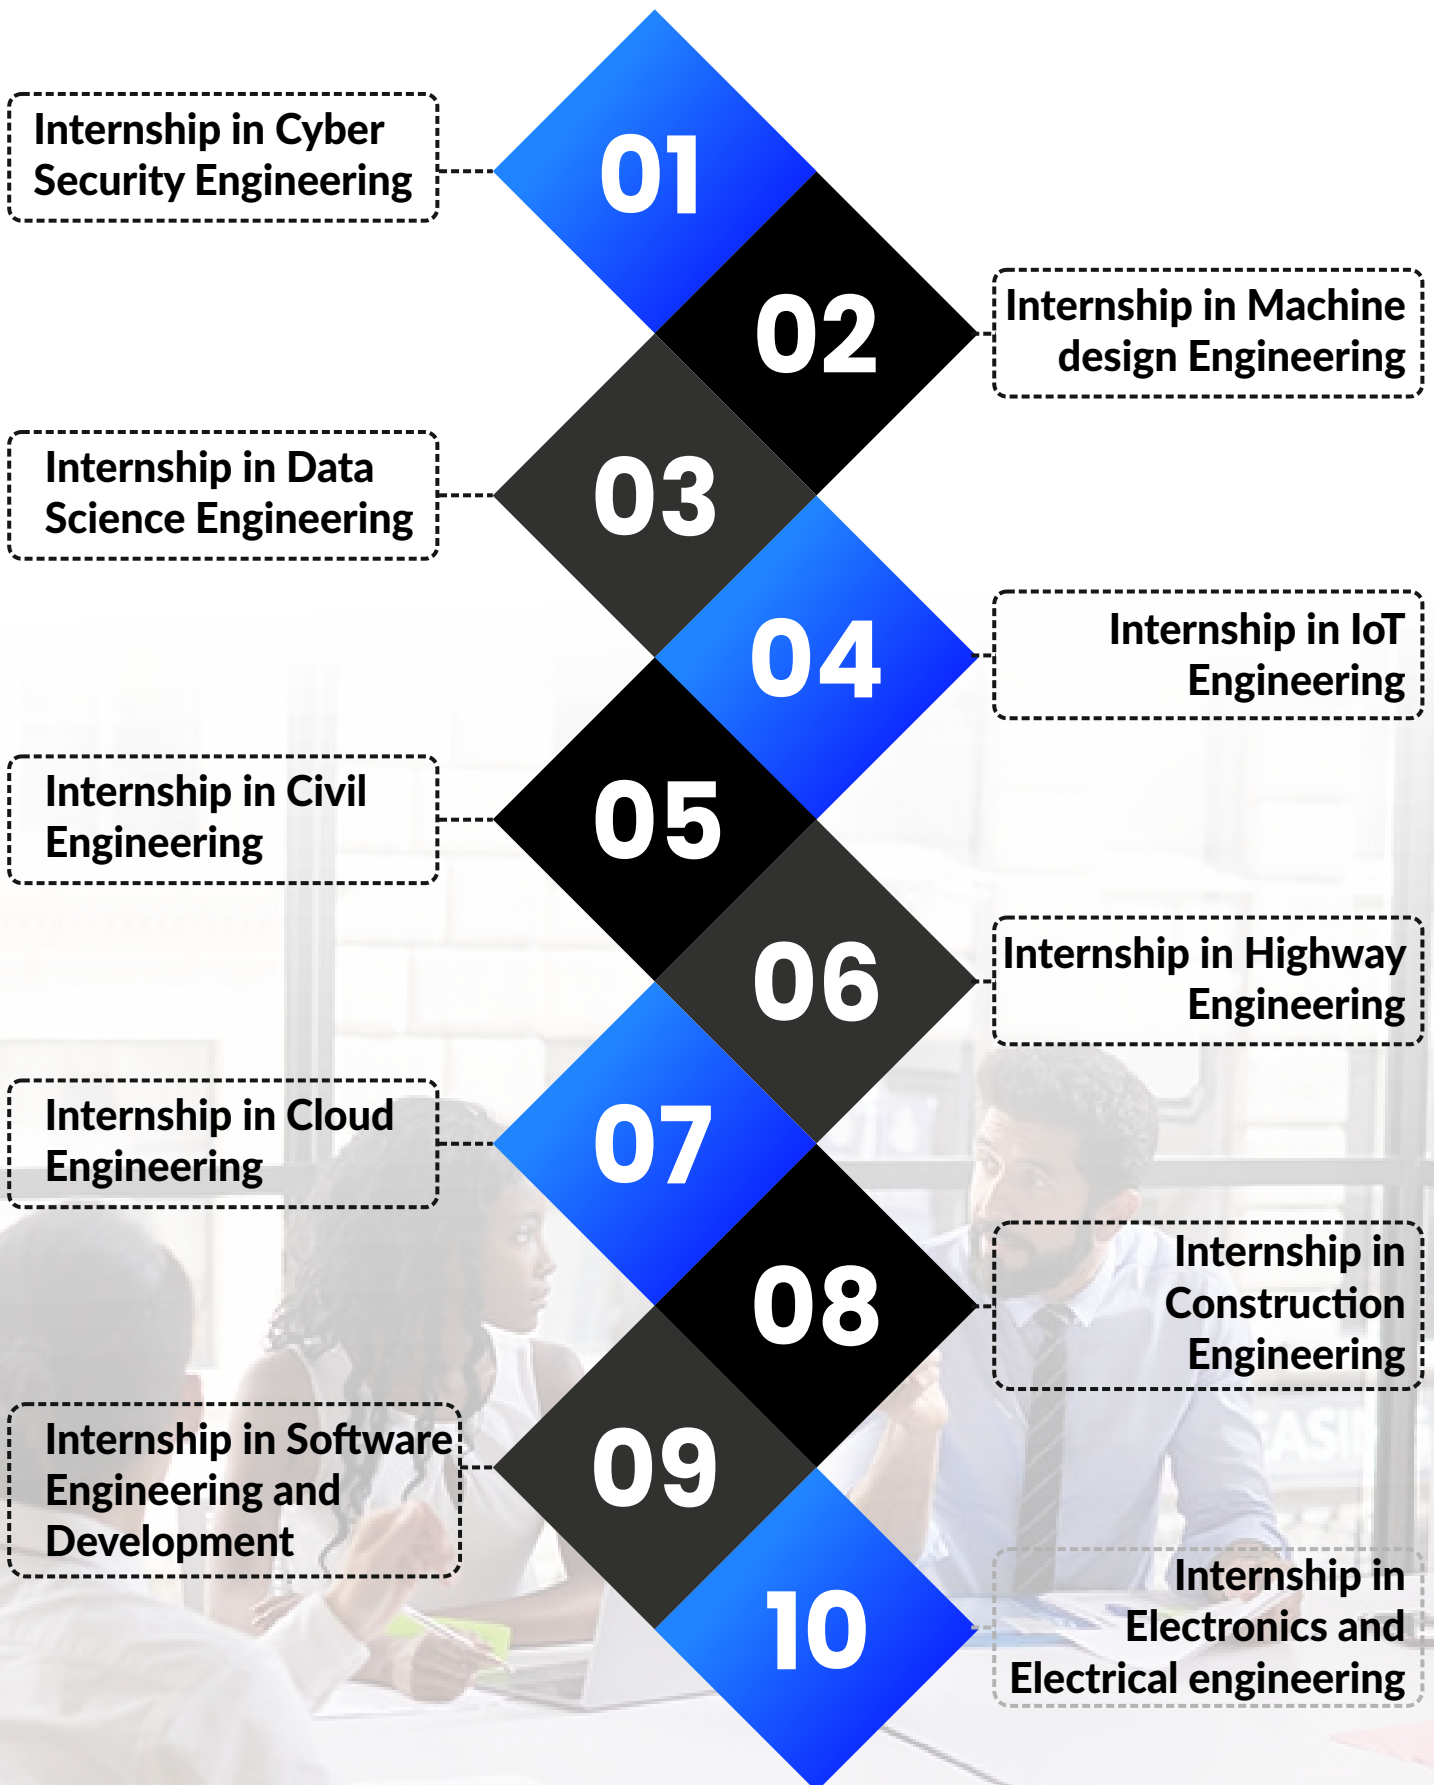 01
Internship in Cyber
Security Engineering
02
Internship in Machine
design Engineering
03
Internship in Data
Science Engineering
04
Internship in IoT
Engineering
05
Internship in Civil
Engineering
06
Internship in Highway
Engineering
07
Internship in Cloud
Engineering
08
Internship in
Construction
Engineering
09
Internship in Software
Engineering and
Development
10
Internship in
Electronics and
Electrical engineering